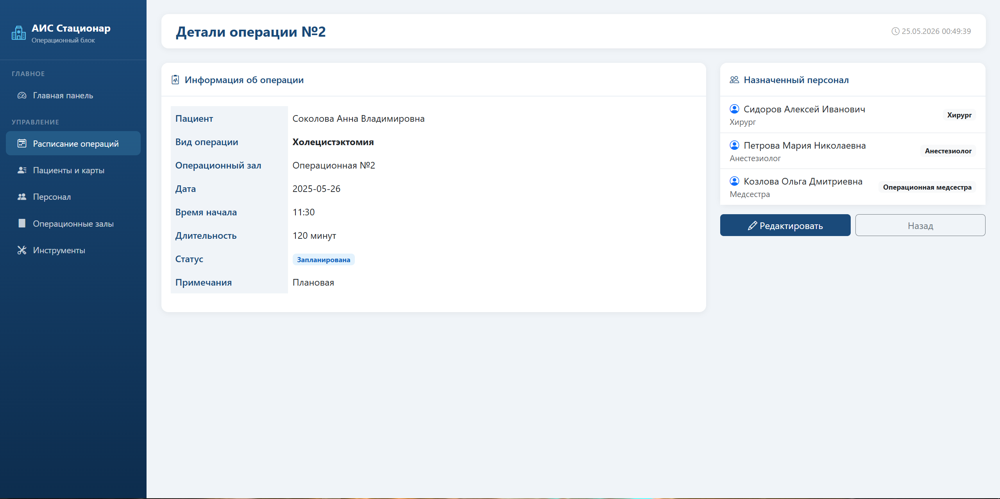 АИС Стационар
Операционный блок
ГЛАВНОЕ
Главная панель
УПРАВЛЕНИЕ
Расписание операций
Пациенты и карты
Персонал
Операционные залы
Инструменты
Детали операции №2
25.05.2026 00:49:39
Информация об операции
Пациент Соколова Анна Владимировна
Вид операции Холецистэктомия
Операционный зал Операционная №2
Дата 2025-05-26
Время начала 11:30
Длительность 120 минут
Статус Запланирована
Примечания Плановая
Назначенный персонал
Сидоров Алексей Иванович
Хирург
Хирург
Петрова Мария Николаевна
Анестезиолог
Анестезиолог
Козлова Ольга Дмитриевна
Операционная медсестра
Медсестра
Редактировать
Назад